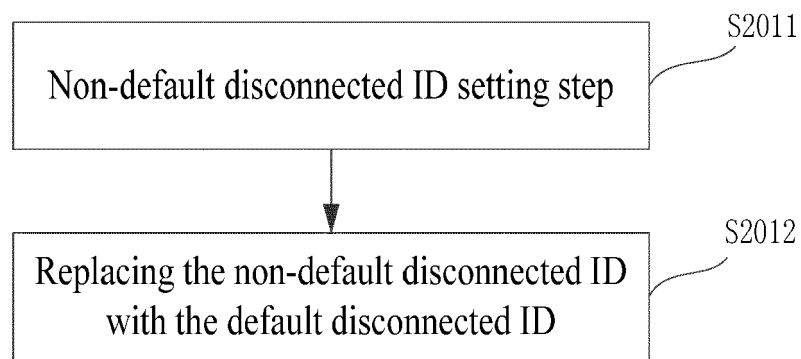 S2011
Non-default disconnected ID setting step
S2012
Replacing the non-default disconnected ID
with the default disconnected ID